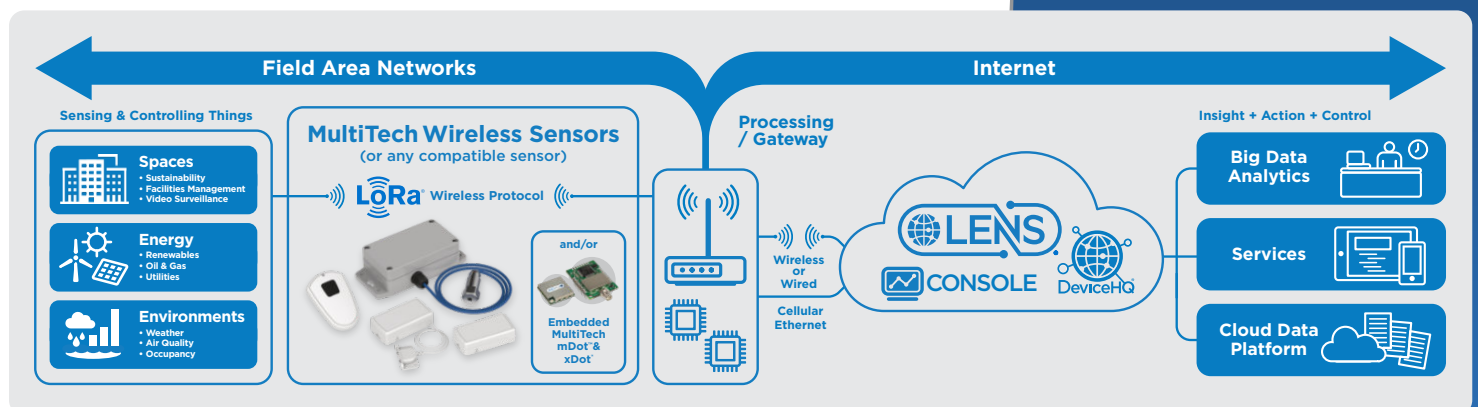 Field Area Networks
Internet
Sensing & Controlling Things
Spaces
• Sustainability
• Facilities Management
• Video Surveillance
Energy
• Renewables
• Oil & Gas
• Utilities
Environments
• Weather
• Air Quality
• Occupancy
MultiTech Wireless Sensors
(or any compatible sensor)
LoRa® Wireless Protocol
and/or
Embedded
MultiTech
mDot™ &
xDot®
Processing
/ Gateway
Wireless
or
Wired
Cellular
Ethernet
LENS
CONSOLE
DeviceHQ®
Insight + Action + Control
Big Data
Analytics
Services
Cloud Data
Platform